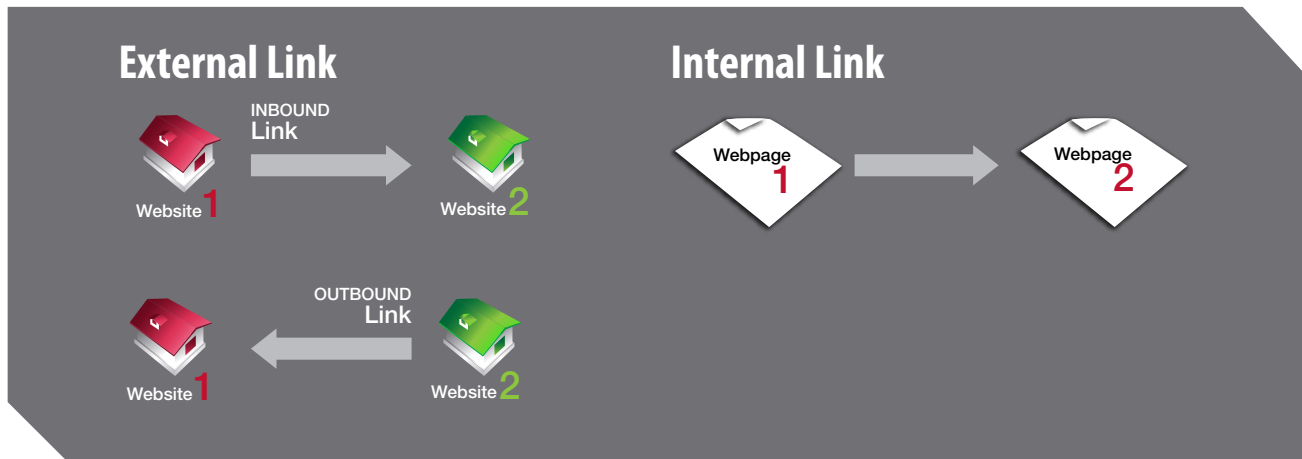 External Link
INBOUND
Link
Website 1
Website 2
OUTBOUND
Link
Website 1
Website 2
Internal Link
Webpage
1
Webpage
2